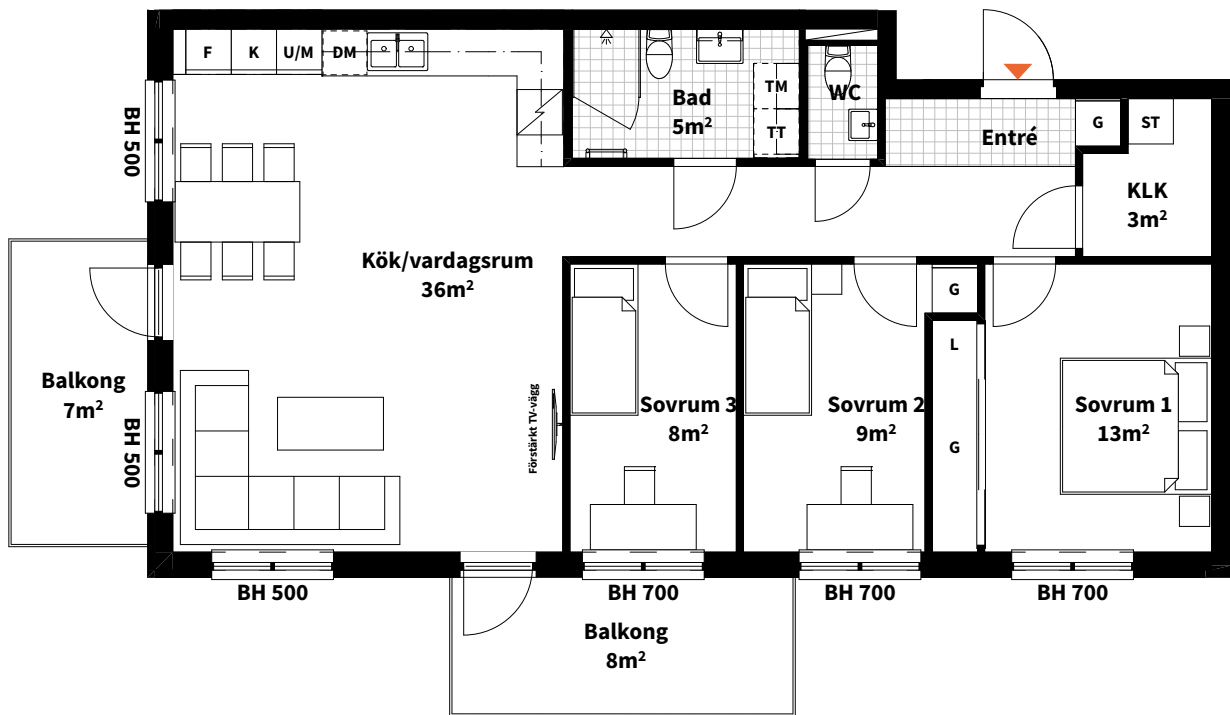 F
K
U/M
DM
Bad
5m²
TM
TT
WC
Entré
G
ST
KLK
3m²
BH 500
Kök/vardagsrum
36m²
Balkong
7m²
BH 500
Förstärkt TV-vägg
Sovrum 3
8m²
Sovrum 2
9m²
G
L
G
Sovrum 1
13m²
BH 500
BH 700
BH 700
BH 700
Balkong
8m²